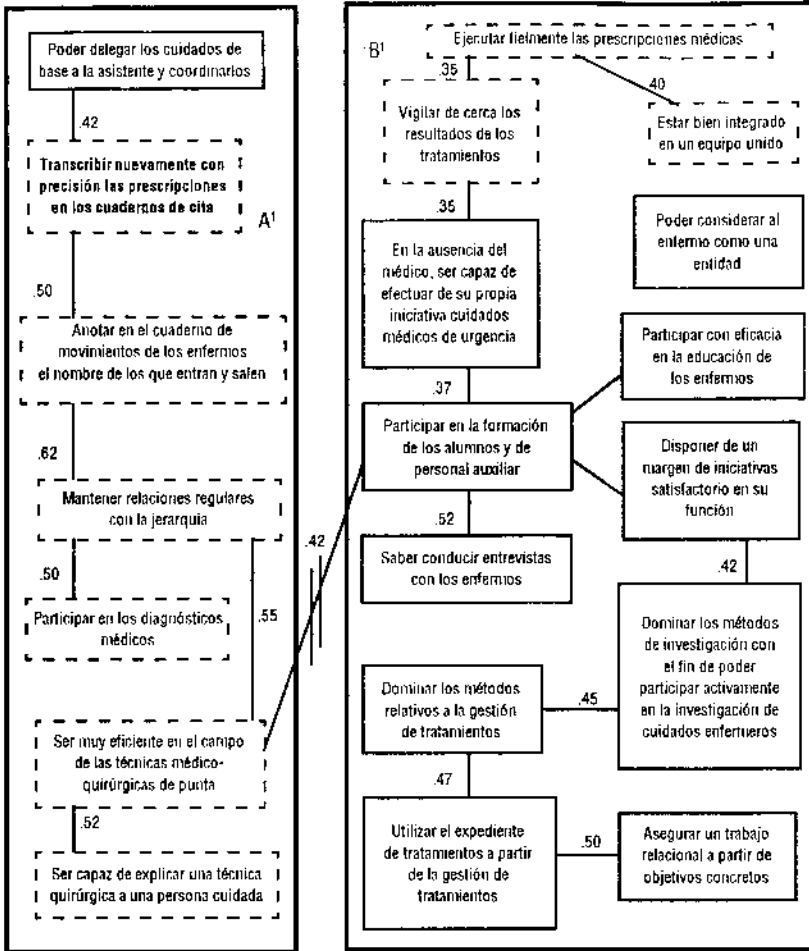 Poder delegar los cuidados de
base a la asistente y coordinarlos
.42
Transcribir nuevamente con
precisión las prescripciones
en los cuadernos de cita
A¹
.50
Anotar en el cuaderno de
movimientos de los enfermos
el nombre de los que entran y salen
.62
Mantener relaciones regulares
con la jerarquía
.50
.55
Participar en los diagnósticos
médicos
Ser muy eficiente en el campo
de las técnicas médico-
quirúrgicas de punta
.52
Ser capaz de explicar una técnica
quirúrgica a una persona cuidada
.42
B¹
Ejecutar fielmente las prescripciones médicas
.35
.40
Vigilar de cerca los
resultados de los
tratamientos
Estar bien integrado
en un equipo unido
.35
En la ausencia del
médico, ser capaz de
efectuar de su propia
iniciativa cuidados
médicos de urgencia
Poder considerar al
enfermo como una
entidad
.37
Participar con eficacia
en la educación de
los enfermos
Participar en la formación
de los alumnos y de
personal auxiliar
Disponer de un
margen de iniciativas
satisfactorio en su
función
.52
Saber conducir entrevistas
con los enfermos
.42
Dominar los métodos
de investigación con
el fin de poder
participar activamente
en la investigación de
cuidados enfermeros
Dominar los métodos
relativos a la gestión
de tratamientos
.45
.47
Utilizar el expediente
de tratamientos a partir
de la gestión de
tratamientos
.50
Asegurar un trabajo
relacional a partir de
objetivos concretos